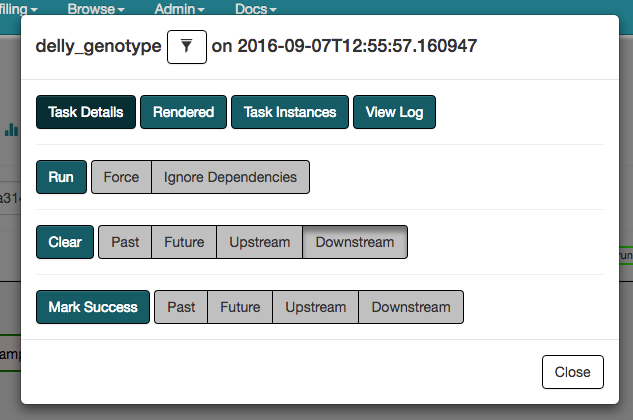 filing Browse Admin Docs
delly_genotype on 2016-09-07T12:55:57.160947
Task Details Rendered Task Instances View Log
Run Force Ignore Dependencies
a314
Clear Past Future Upstream Downstream
run
Mark Success Past Future Upstream Downstream
amp
Close